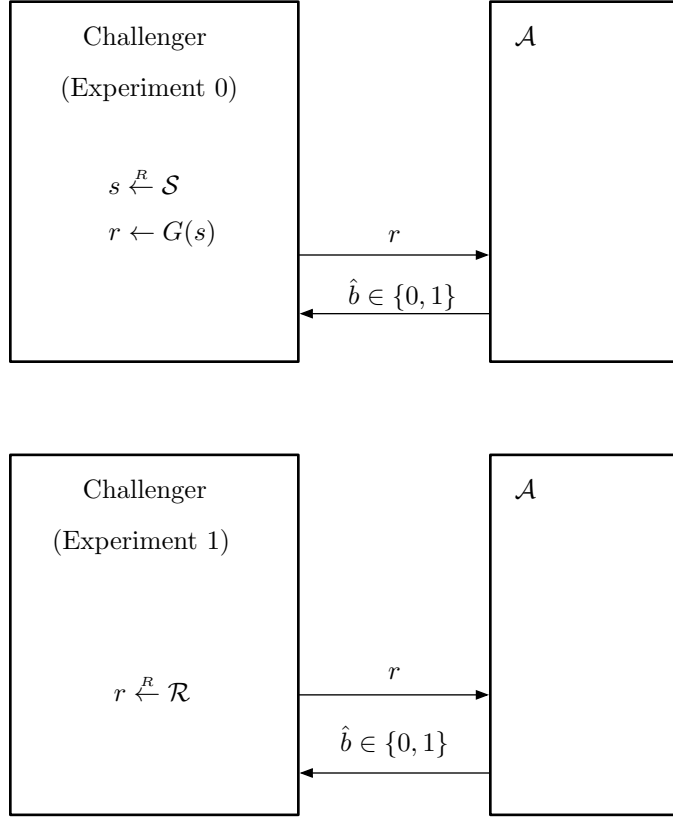 Challenger
(Experiment 0)
𝒜
s ←ᴿ 𝒮
r ← G(s)
r
b̂ ∈ {0, 1}
Challenger
(Experiment 1)
𝒜
r ←ᴿ ℛ
r
b̂ ∈ {0, 1}